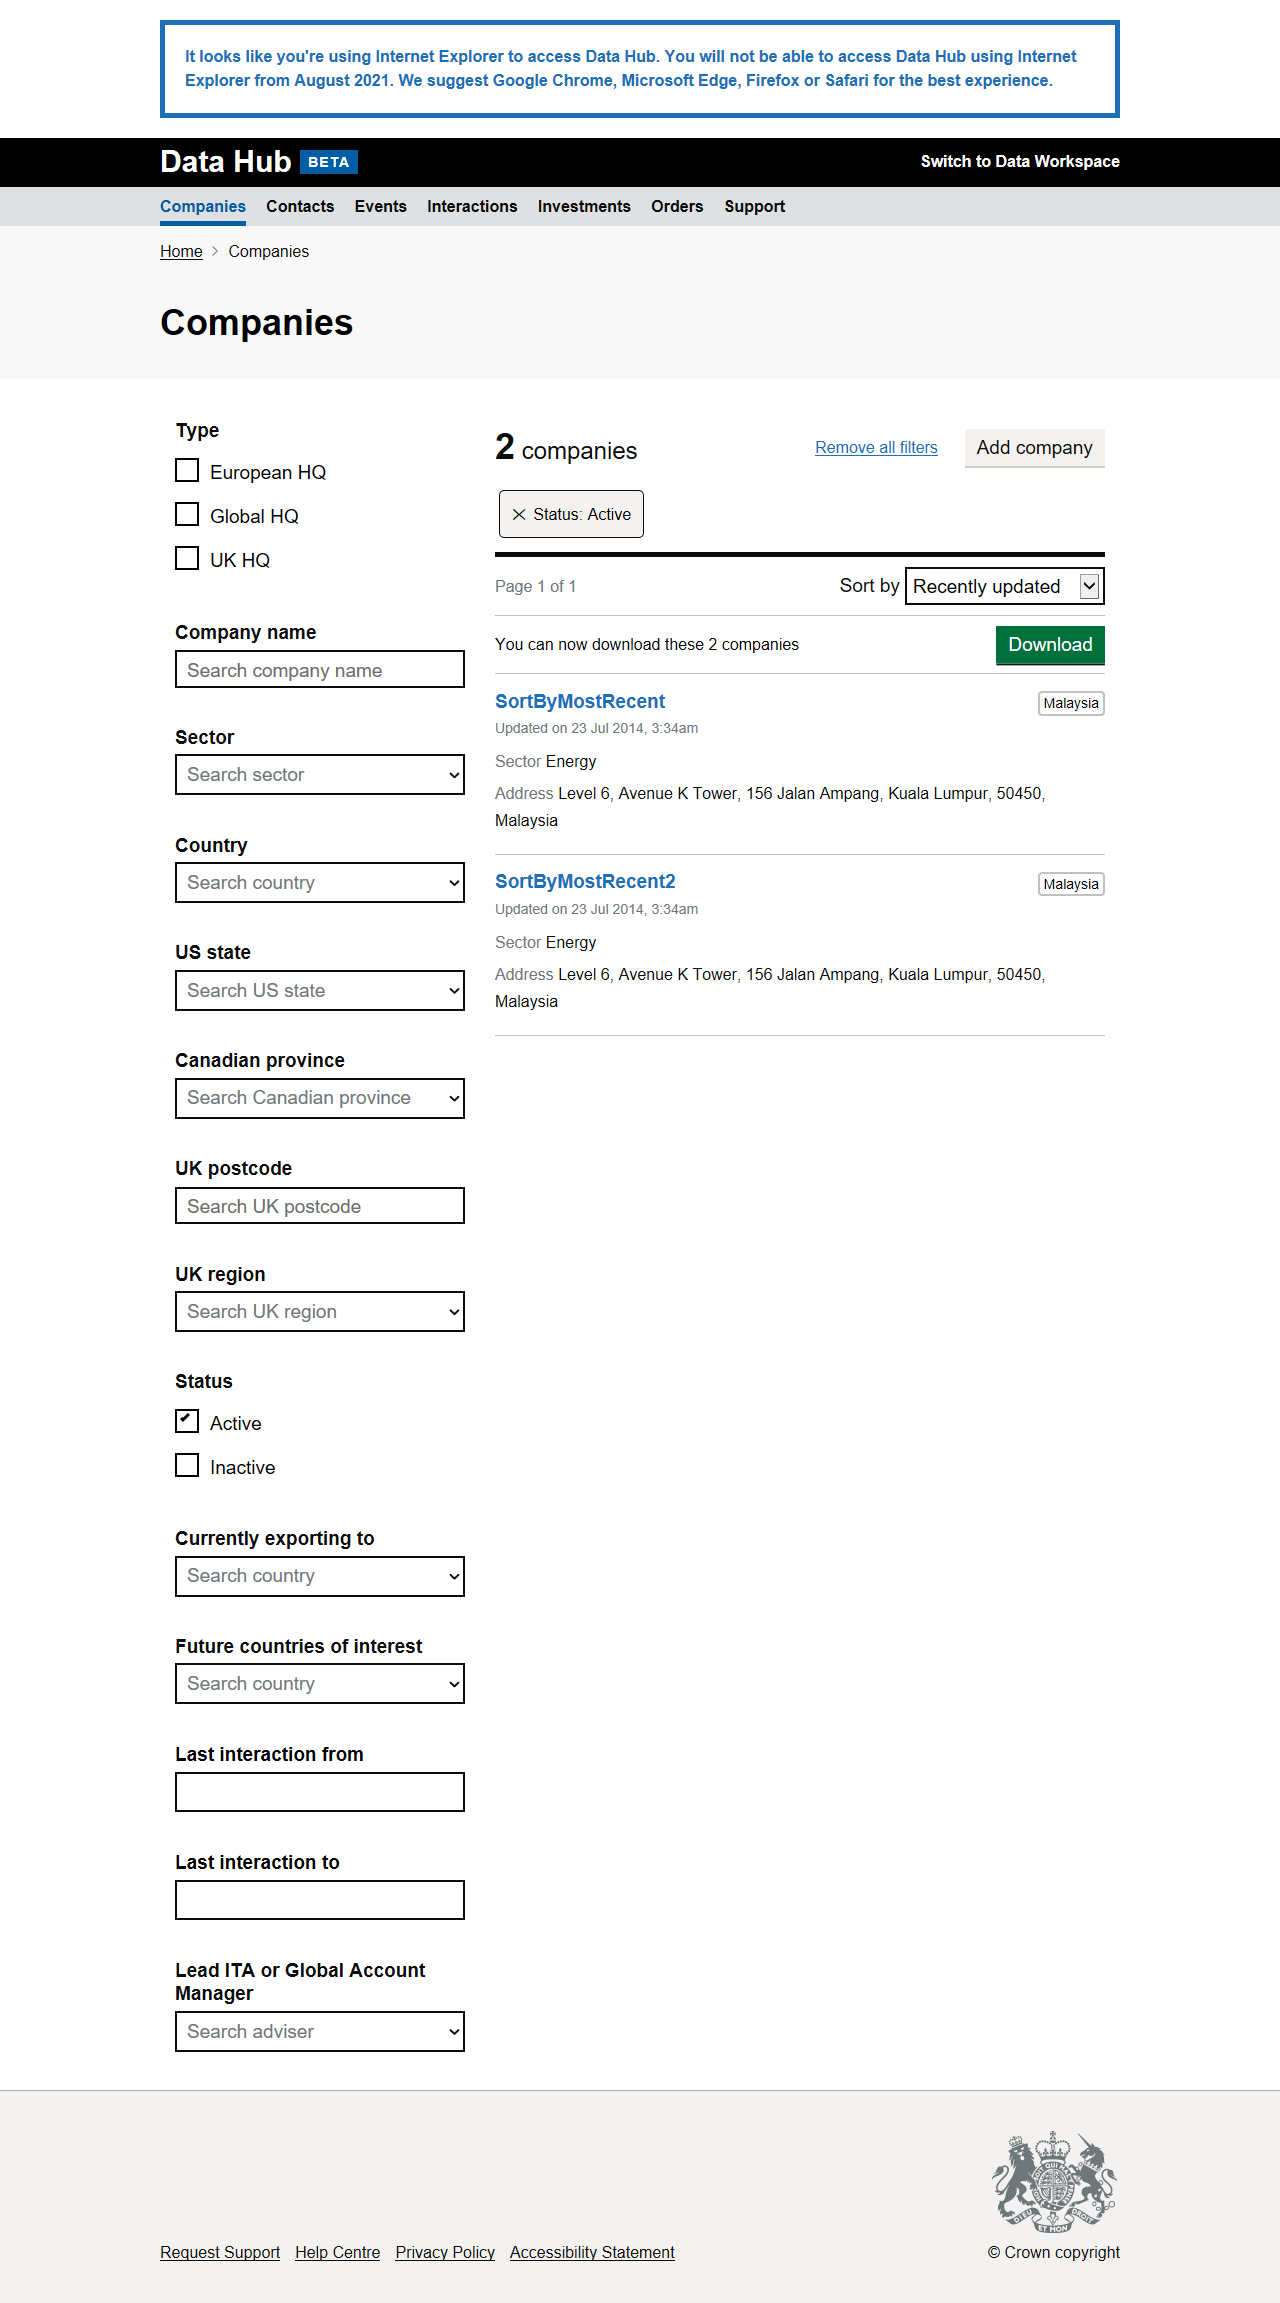 It looks like you're using Internet Explorer to access Data Hub. You will not be able to access Data Hub using Internet
Explorer from August 2021. We suggest Google Chrome, Microsoft Edge, Firefox or Safari for the best experience.
Data Hub BETA
Switch to Data Workspace
Companies Contacts Events Interactions Investments Orders Support
Home Companies
Companies
Type
European HQ
Global HQ
UK HQ
Company name
Search company name
Sector
Search sector
Country
Search country
US state
Search US state
Canadian province
Search Canadian province
UK postcode
Search UK postcode
UK region
Search UK region
Status
Active
Inactive
Currently exporting to
Search country
Future countries of interest
Search country
Last interaction from
Last interaction to
Lead ITA or Global Account
Manager
Search adviser
2 companies
Remove all filters
Add company
Status: Active
Page 1 of 1
Sort by Recently updated
You can now download these 2 companies
Download
SortByMostRecent
Malaysia
Updated on 23 Jul 2014, 3:34am
Sector Energy
Address Level 6, Avenue K Tower, 156 Jalan Ampang, Kuala Lumpur, 50450,
Malaysia
SortByMostRecent2
Malaysia
Updated on 23 Jul 2014, 3:34am
Sector Energy
Address Level 6, Avenue K Tower, 156 Jalan Ampang, Kuala Lumpur, 50450,
Malaysia
DIEU ET MON DROIT
Request Support Help Centre Privacy Policy Accessibility Statement
© Crown copyright